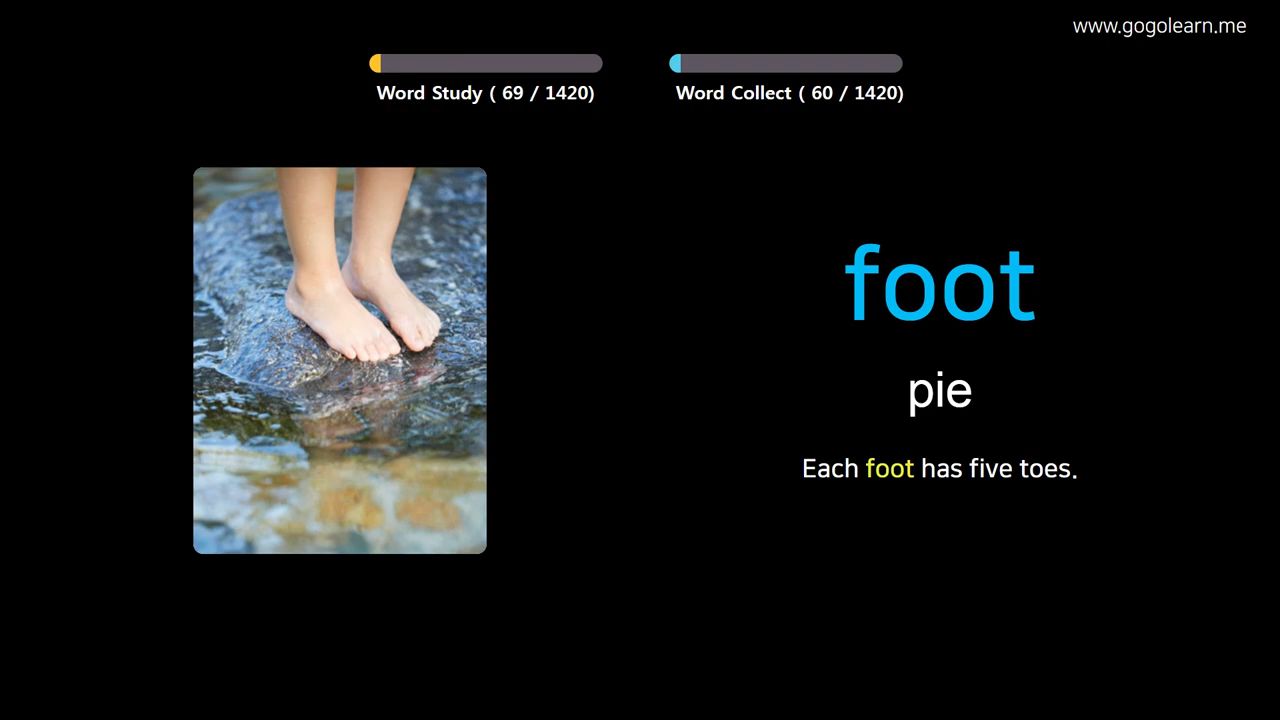 www.gogolearn.me
Word Study ( 69 / 1420)
Word Collect ( 60 / 1420)
foot
pie
Each foot has five toes.